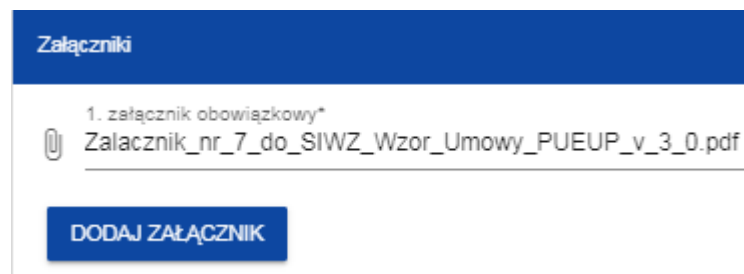 Załączniki
1. załącznik obowiązkowy*
Zalacznik_nr_7_do_SIWZ_Wzor_Umowy_PUEUP_v_3_0.pdf
DODAJ ZAŁĄCZNIK